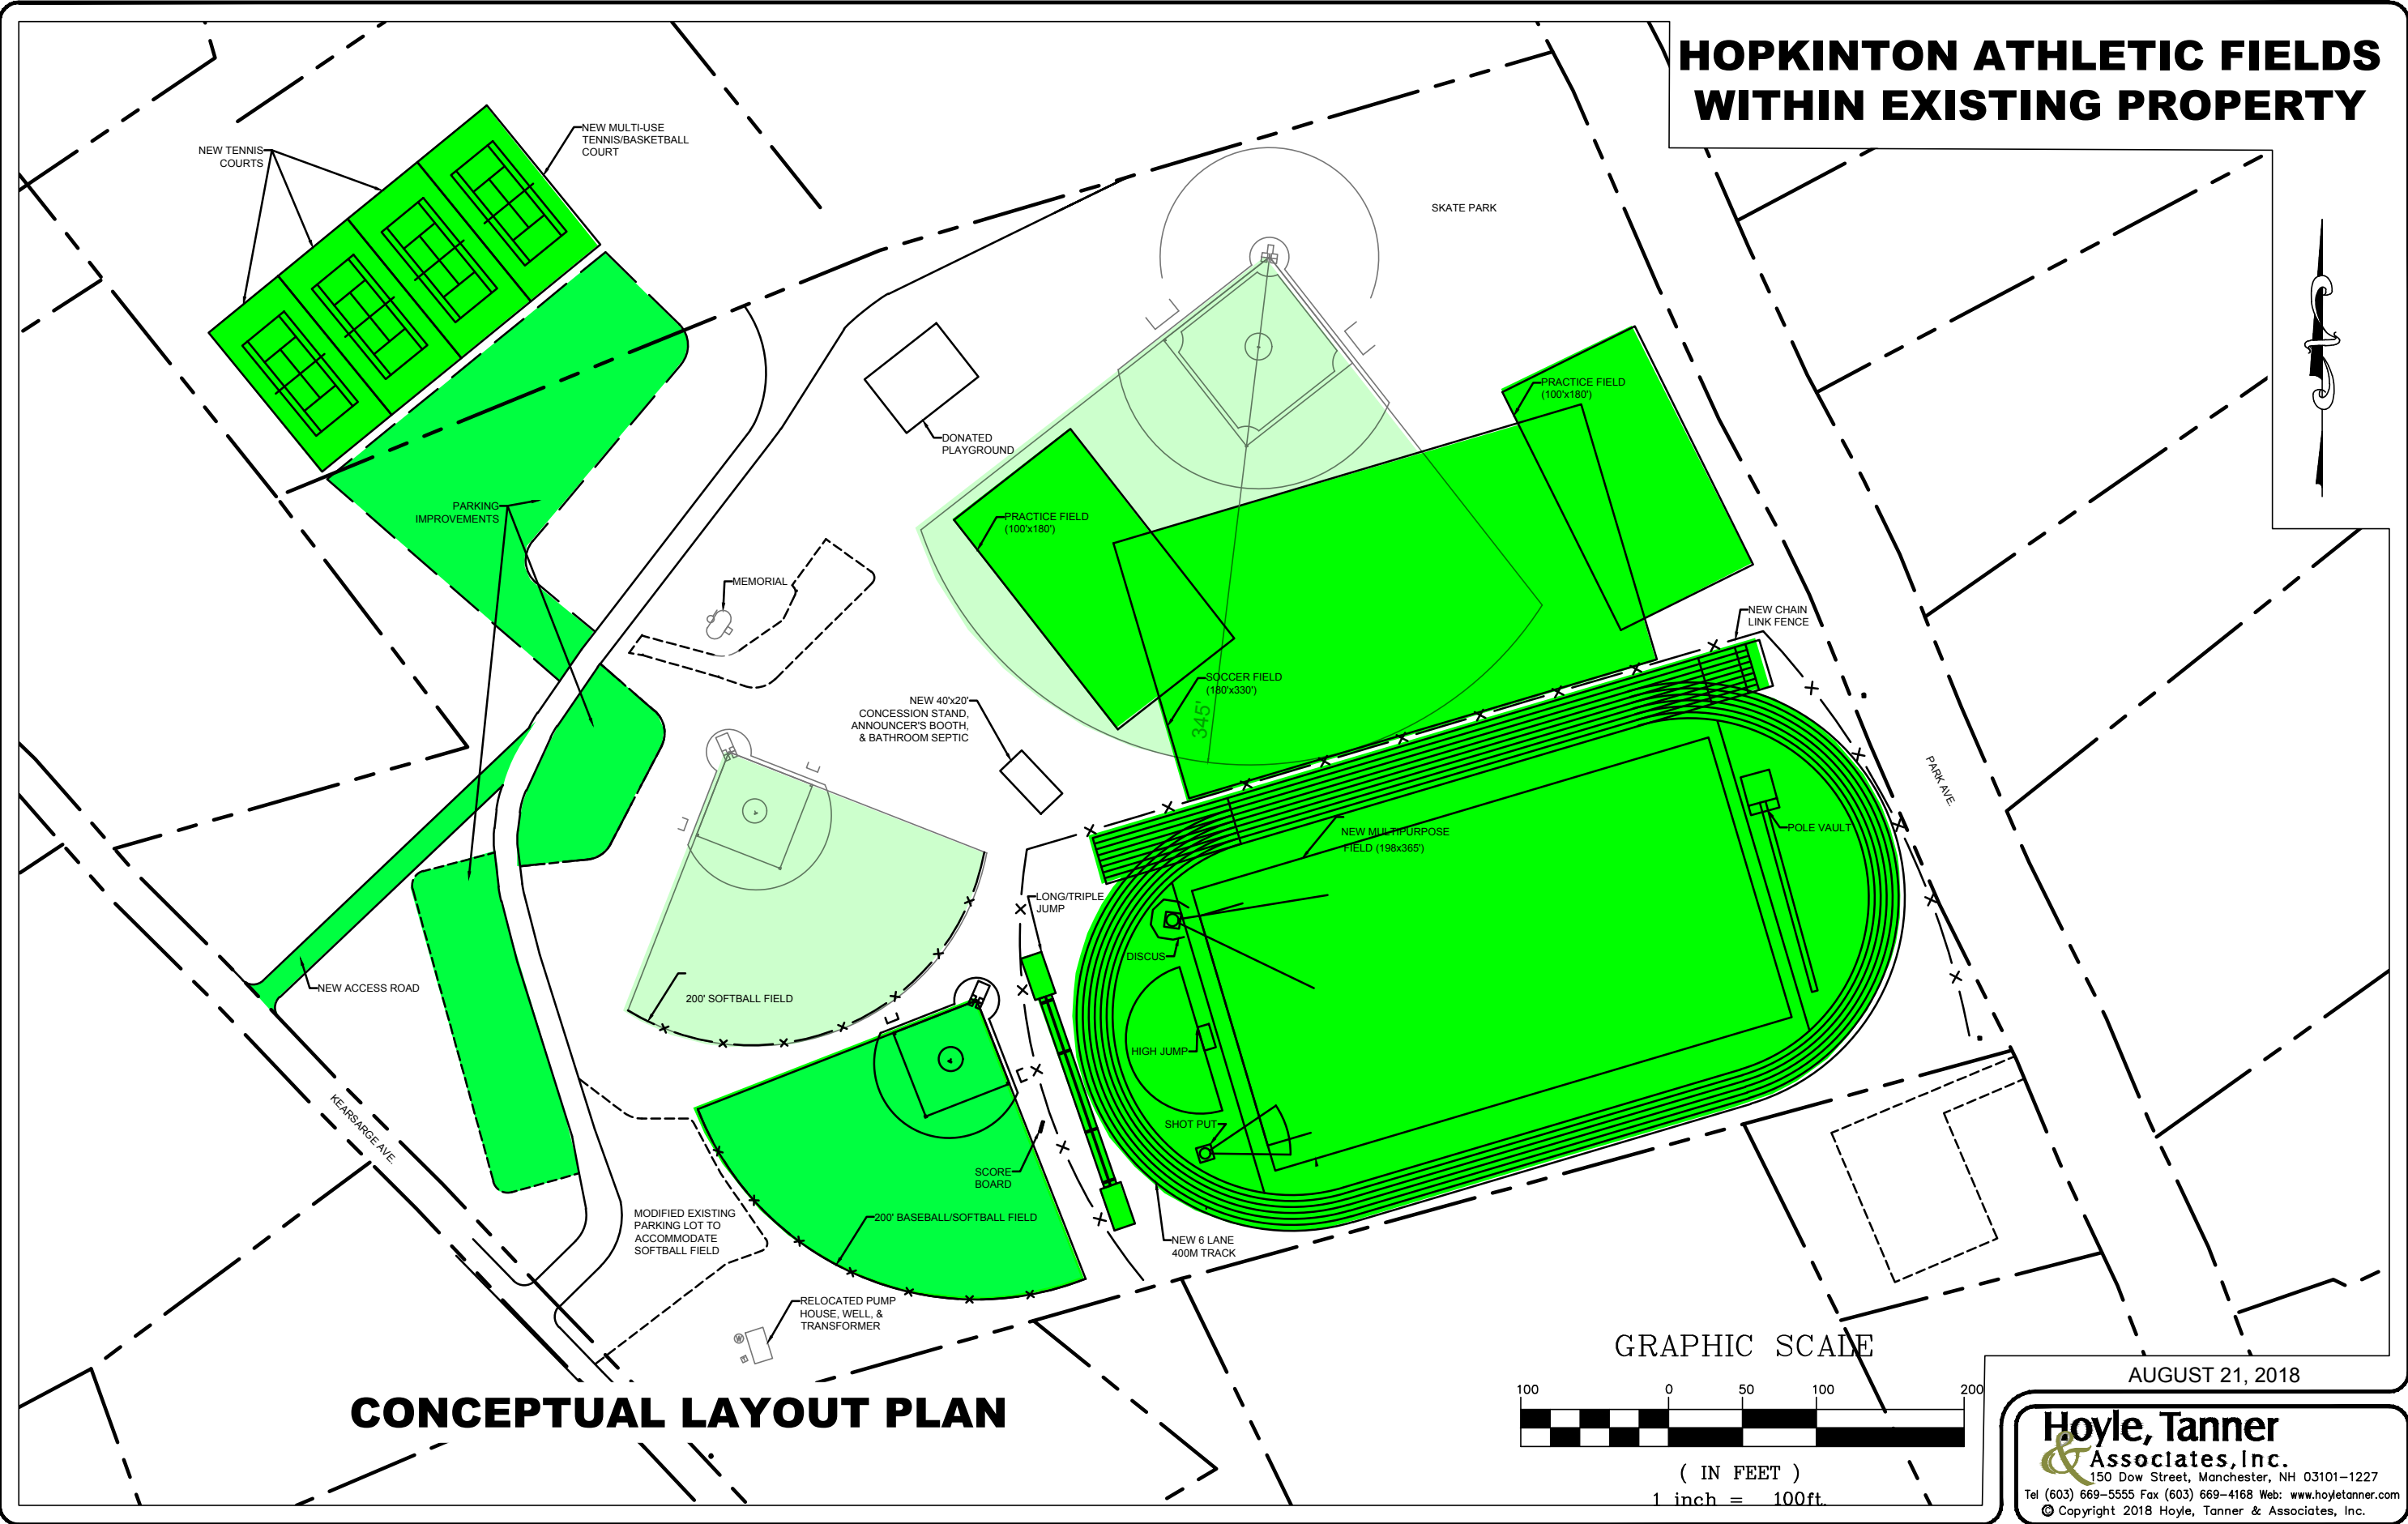 HOPKINTON ATHLETIC FIELDS
WITHIN EXISTING PROPERTY
NEW MULTI-USE
TENNIS/BASKETBALL
COURT
NEW TENNIS
COURTS
SKATE PARK
PRACTICE FIELD
(100'x180')
DONATED
PLAYGROUND
PARKING
IMPROVEMENTS
PRACTICE FIELD
(100'x180')
MEMORIAL
NEW CHAIN
LINK FENCE
SOCCER FIELD
(180'x330')
345'
NEW 40'x20'
CONCESSION STAND,
ANNOUNCER'S BOOTH,
& BATHROOM SEPTIC
PARK AVE.
NEW MULTIPURPOSE
FIELD (198x365')
POLE VAULT
LONG/TRIPLE
JUMP
DISCUS
NEW ACCESS ROAD
200' SOFTBALL FIELD
HIGH JUMP
KEARSARGE AVE.
SHOT PUT
SCORE
BOARD
MODIFIED EXISTING
PARKING LOT TO
ACCOMMODATE
SOFTBALL FIELD
200' BASEBALL/SOFTBALL FIELD
NEW 6 LANE
400M TRACK
RELOCATED PUMP
HOUSE, WELL, &
TRANSFORMER
W
CONCEPTUAL LAYOUT PLAN
GRAPHIC SCALE
100 0 50 100 200
( IN FEET )
1 inch = 100ft.
AUGUST 21, 2018
Hoyle, Tanner
& Associates, Inc.
150 Dow Street, Manchester, NH 03101-1227
Tel (603) 669-5555 Fax (603) 669-4168 Web: www.hoyletanner.com
© Copyright 2018 Hoyle, Tanner & Associates, Inc.